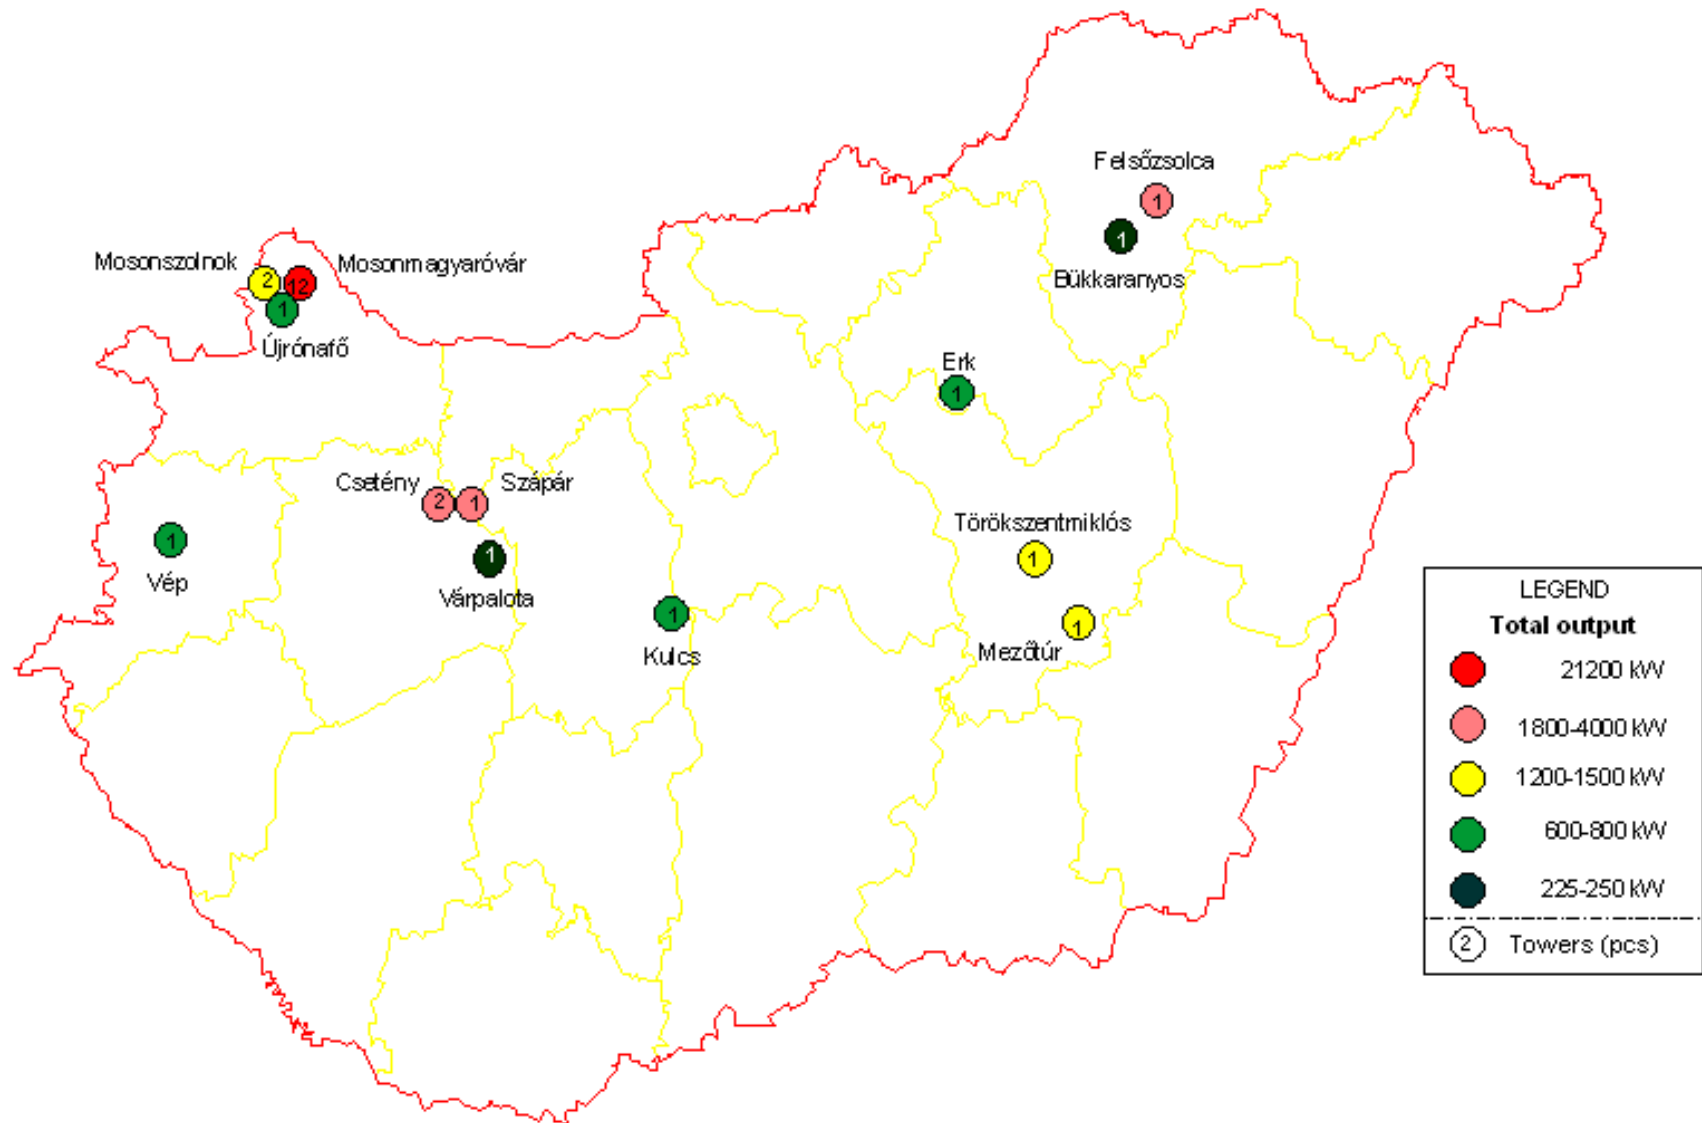 Felsőzsolca
1
1
Bükkaranyos
Mosonszolnok
Mosonmagyaróvár
2
12
1
Újrónafő
Erk
1
Csetény
Szápár
2
1
Törökszentmiklós
1
1
Vép
1
Várpalota
1
Kulcs
1
Mezőtúr
LEGEND
Total output
21200 kW
1800-4000 kW
1200-1500 kW
600-800 kW
225-250 kW
2 Towers (pcs)